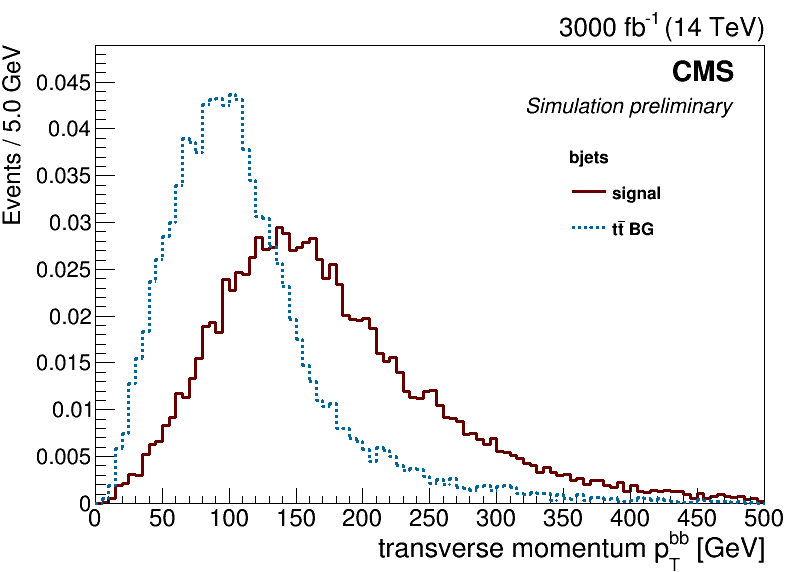 3000 fb⁻¹ (14 TeV)
CMS
Simulation preliminary
bjets
signal
tt̄ BG
Events / 5.0 GeV
0.045
0.04
0.035
0.03
0.025
0.02
0.015
0.01
0.005
0
0 50 100 150 200 250 300 350 400 450 500
transverse momentum p_T^bb [GeV]